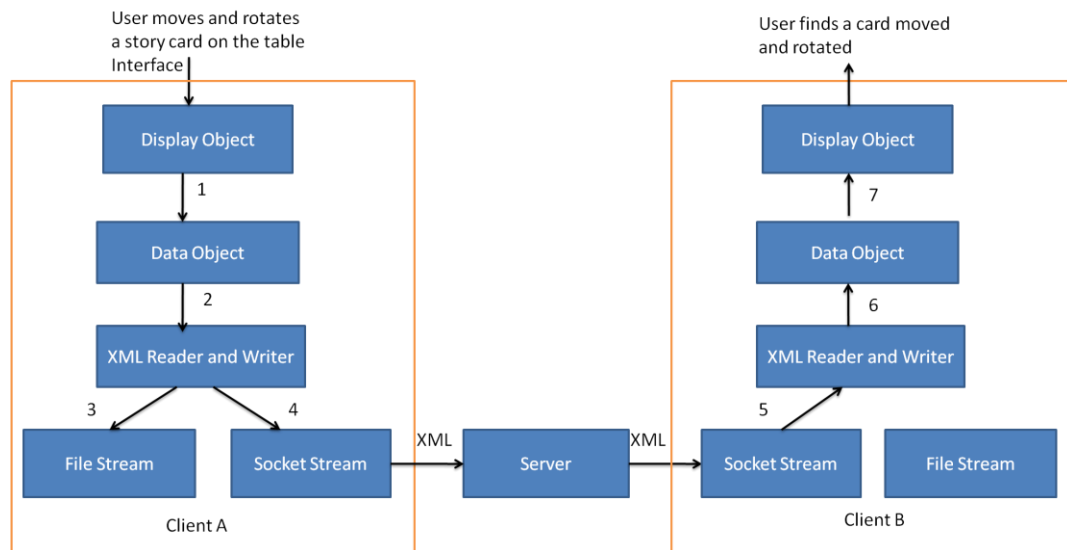 User moves and rotates
a story card on the table
Interface
Display Object
1
Data Object
2
XML Reader and Writer
3
4
File Stream
Socket Stream
Client A
XML
Server
XML
User finds a card moved
and rotated
Display Object
7
Data Object
6
XML Reader and Writer
5
Socket Stream
File Stream
Client B